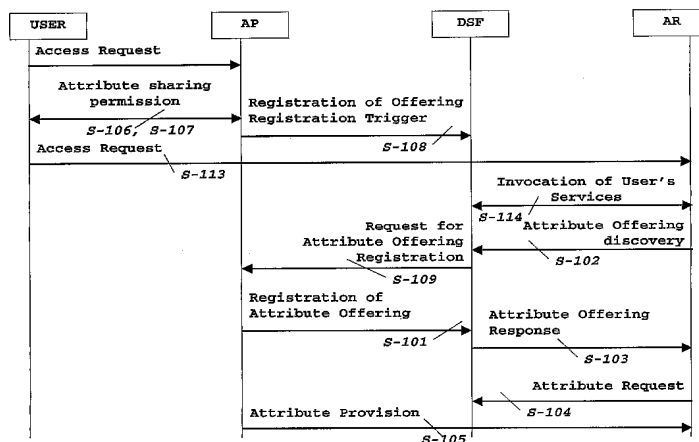 USER
AP
DSF
AR
Access Request
Attribute sharing
permission
S-106, S-107
Registration of Offering
Registration Trigger
S-108
Access Request
S-113
Invocation of User's
Services
S-114
Attribute Offering
discovery
S-102
Request for
Attribute Offering
Registration
S-109
Registration of
Attribute Offering
S-101
Attribute Offering
Response
S-103
Attribute Request
S-104
Attribute Provision
S-105